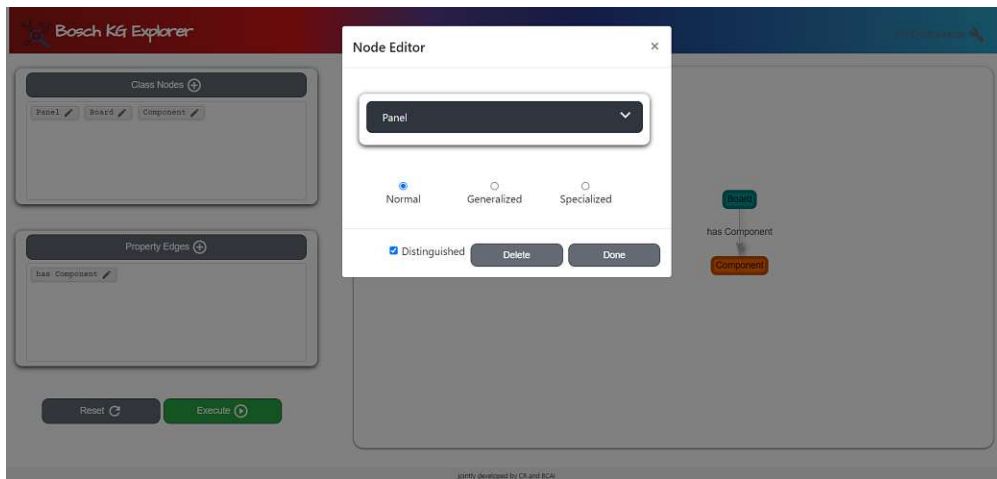 Bosch KG Explorer
Node Editor ×
Class Nodes
Panel Board Component
Panel
Normal Generalized Specialized
Board
has Component
Component
Property Edges
Distinguished Delete Done
has Component
Reset Execute
jointly developed by CR and BCAI